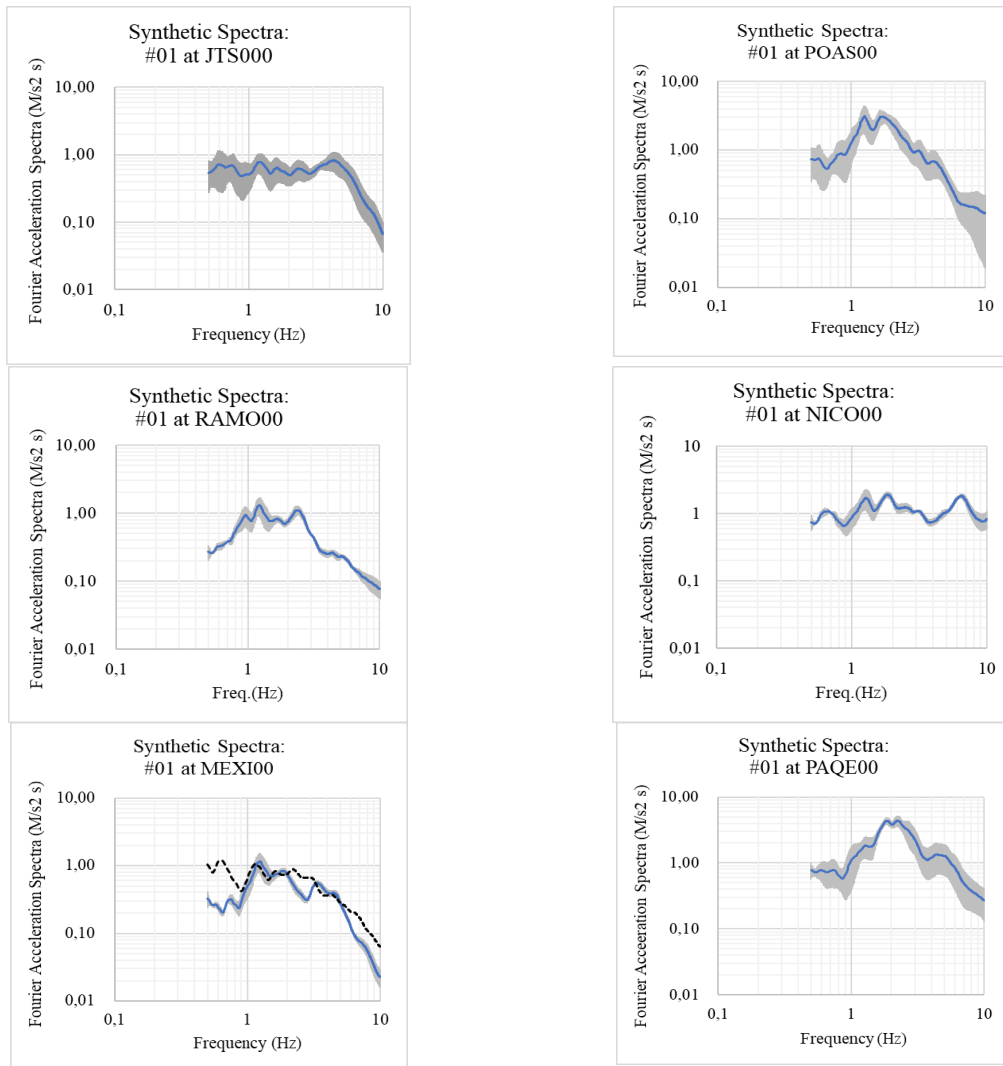 Synthetic Spectra:
#01 at JTS000
Fourier Acceleration Spectra (M/s2 s)
10,00
1.00
0.10
0,01
0,1
1
10
Frequency (Hz)
Synthetic Spectra:
#01 at POAS00
Fourier Acceleration Spectra (M/s2 s)
10,00
1.00
0.10
0,01
0,1
1
10
Frequency (Hz)
Synthetic Spectra:
#01 at RAMO00
Fourier Acceleration Spectra (M/s2 s)
10,00
1.00
0.10
0,01
0,1
1
10
Freq.(Hz)
Synthetic Spectra:
#01 at NICO00
Fourier Acceleration Spectra (M/s2 s)
10
1
0.1
0,01
0,1
1
10
Freq.(Hz)
Synthetic Spectra:
#01 at MEXI00
Fourier Acceleration Spectra (M/s2 s)
10,00
1.00
0.10
0,01
0,1
1
10
Frequency (Hz)
Synthetic Spectra:
#01 at PAQE00
Fourier Acceeration Spectra (M/s2 s)
10,00
1.00
0.10
0,01
0,1
1
10
Frequency (Hz)